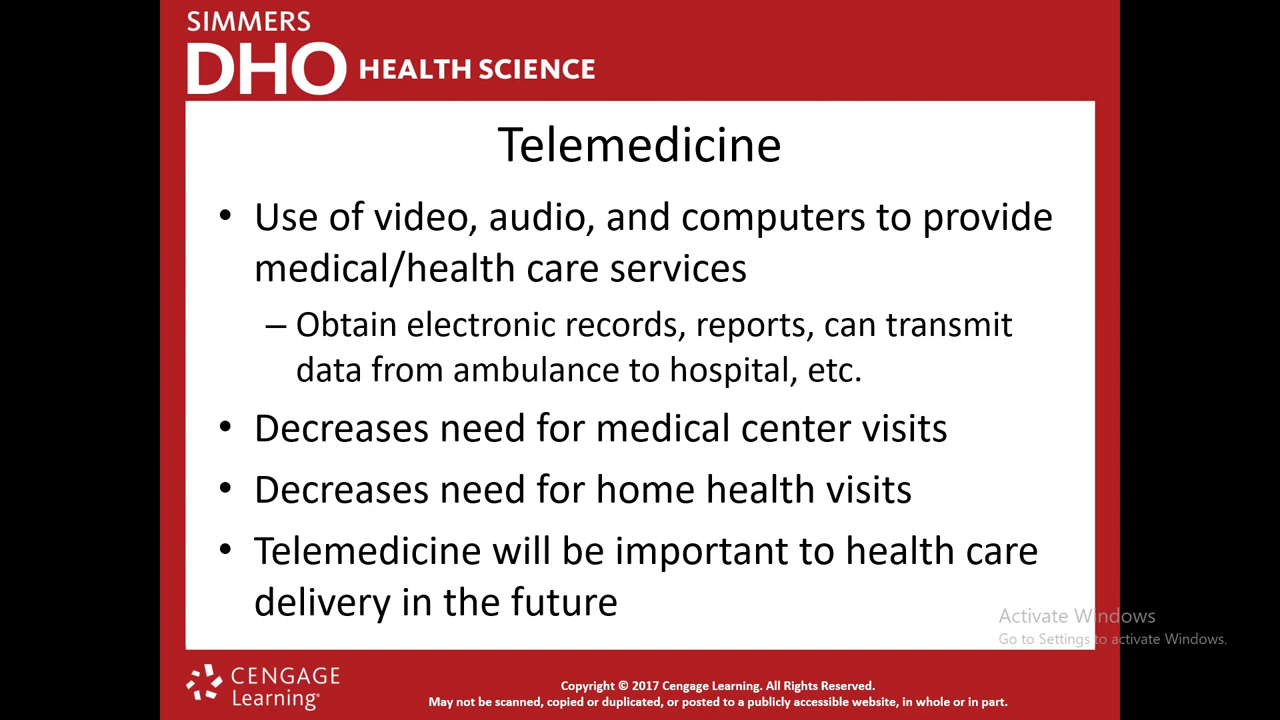 SIMMERS
DHO HEALTH SCIENCE
Telemedicine
• Use of video, audio, and computers to provide
medical/health care services
– Obtain electronic records, reports, can transmit
data from ambulance to hospital, etc.
• Decreases need for medical center visits
• Decreases need for home health visits
• Telemedicine will be important to health care
delivery in the future
Activate Windows
Go to Settings to activate Windows.
CENGAGE
Learning®
Copyright © 2017 Cengage Learning. All Rights Reserved.
May not be scanned, copied or duplicated, or posted to a publicly accessible website, in whole or in part.